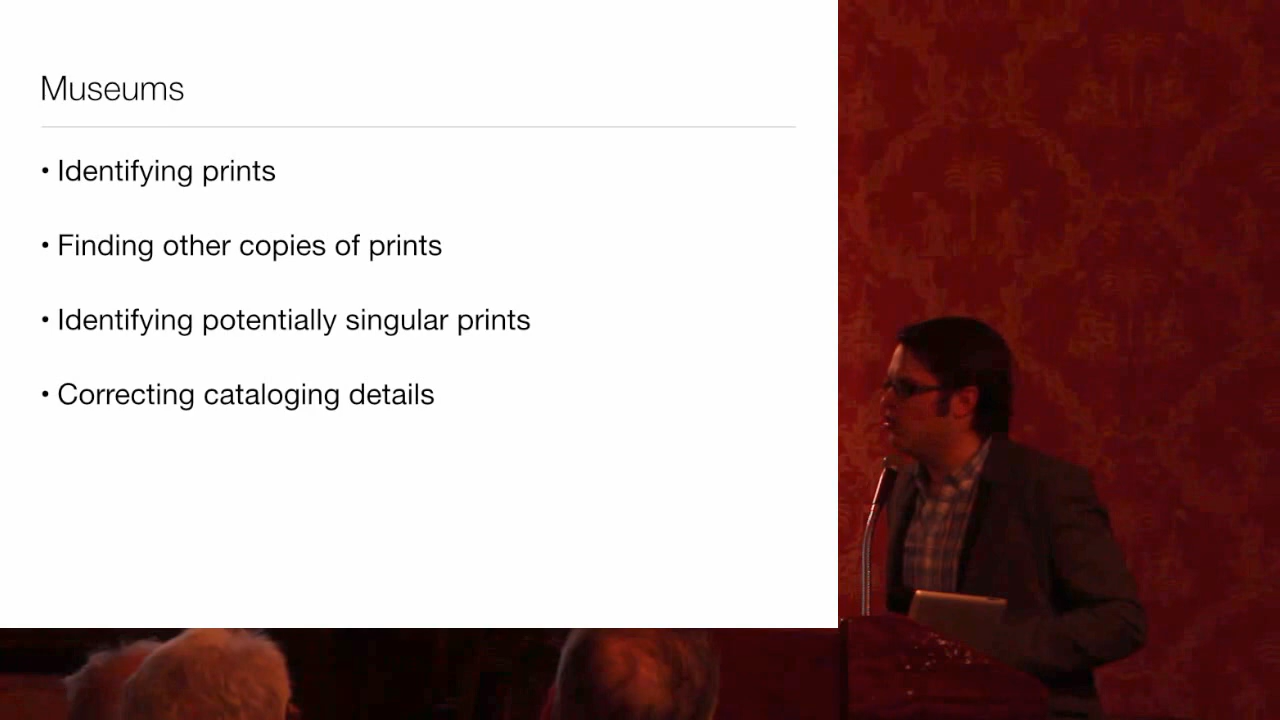 Museums
• Identifying prints
• Finding other copies of prints
• Identifying potentially singular prints
• Correcting cataloging details